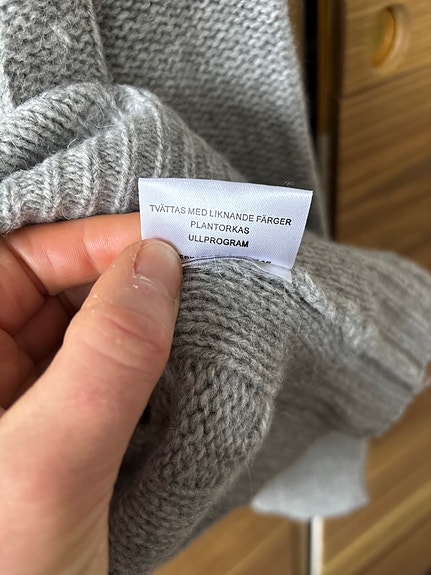 TVÄTTAS MED LIKNANDE FÄRGER
PLANTORKAS
ULLPROGRAM